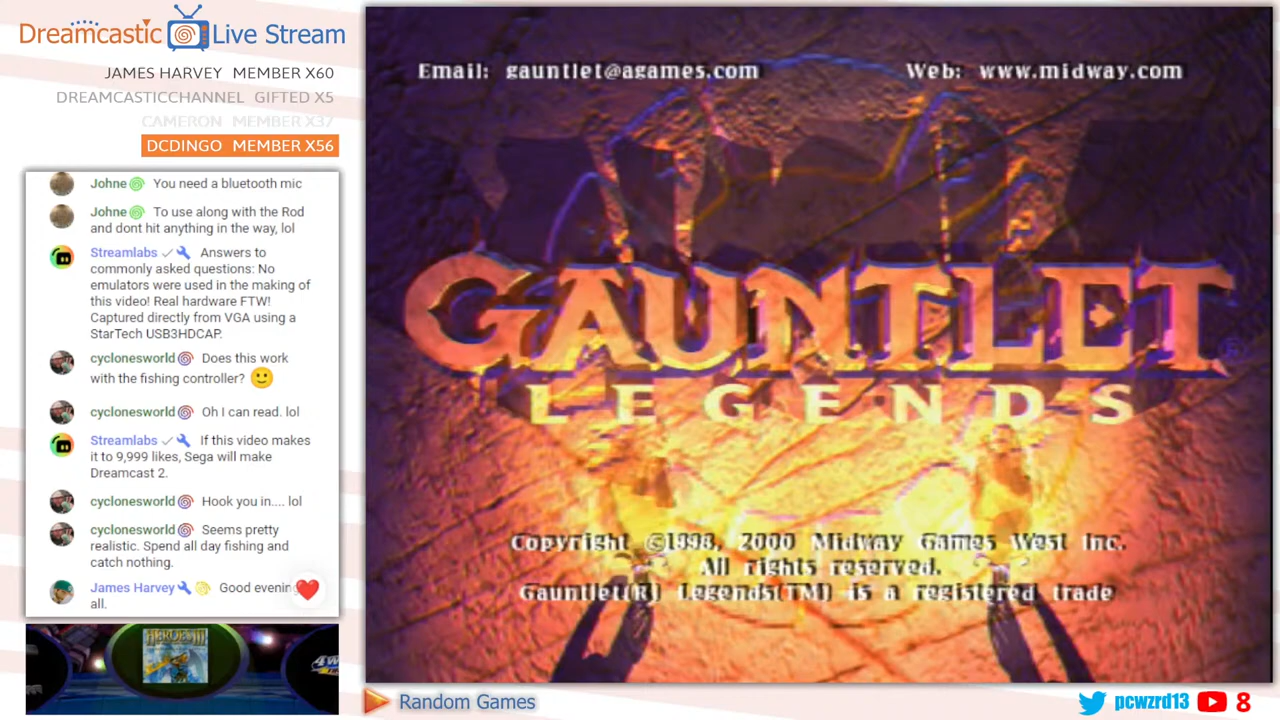 Dreamcastic Live Stream
JAMES HARVEY MEMBER X60
DREAMCASTICCHANNEL GIFTED X5
CAMERON MEMBER X37
DCDINGO MEMBER X56
Johne You need a bluetooth mic
Johne To use along with the Rod
and dont hit anything in the way, lol
Streamlabs Answers to
commonly asked questions: No
emulators were used in the making of
this video! Real hardware FTW!
Captured directly from VGA using a
StarTech USB3HDCAP.
cyclonesworld Does this work
with the fishing controller?
cyclonesworld Oh I can read. lol
Streamlabs If this video makes
it to 9,999 likes, Sega will make
Dreamcast 2.
cyclonesworld Hook you in.... lol
cyclonesworld Seems pretty
realistic. Spend all day fishing and
catch nothing.
James Harvey Good evening
all.
HEROES III
4W
Email: gauntlet@agames.com Web: www.midway.com
GAUNTLET
LEGENDS
Copyright ©1998, 2000 Midway Games West Inc.
All rights reserved.
Gauntlet(R) Legends(TM) is a registered trade
Random Games
pcwzrd13 8